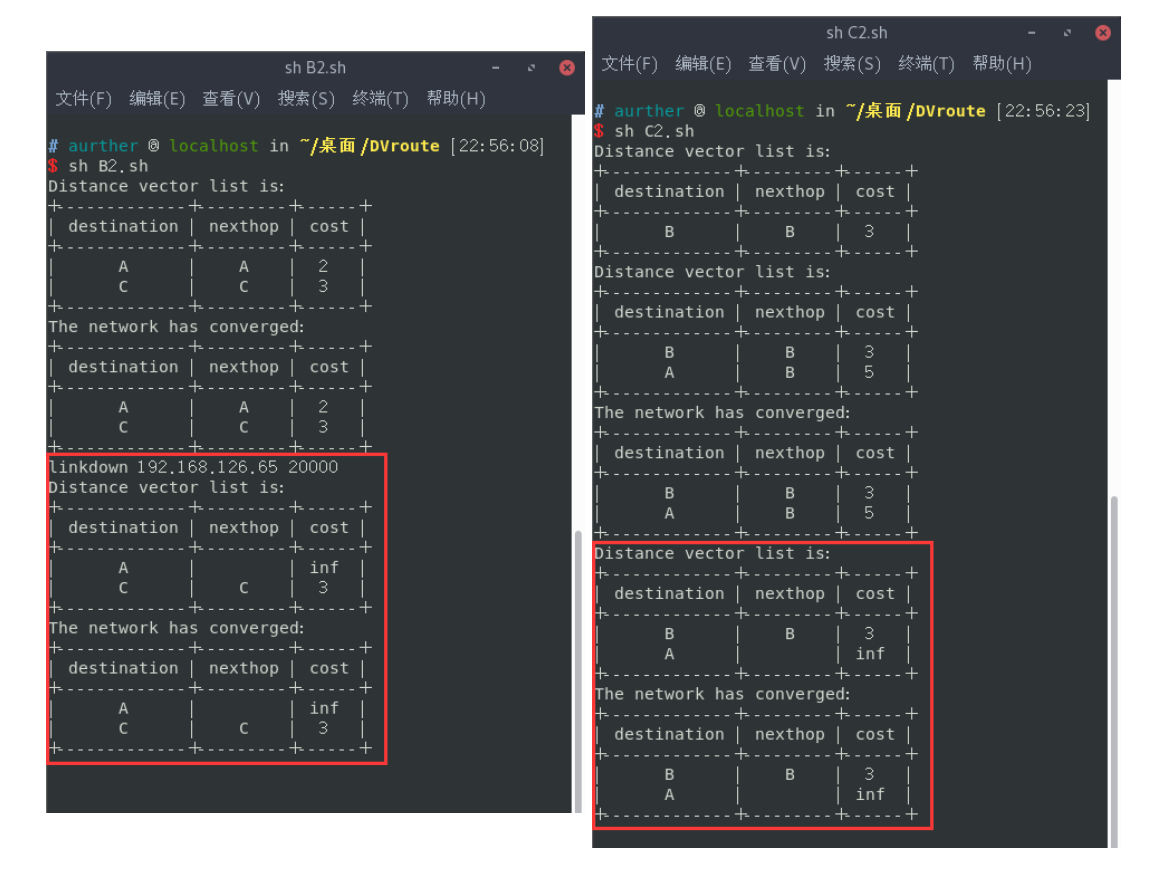 sh B2.sh
文件(F) 编辑(E) 查看(V) 搜索(S) 终端(T) 帮助(H)
# aurther @ localhost in ~/桌面/DVroute [22:56:08]
$ sh B2.sh
Distance vector list is:
+-------------+---------+------+
| destination | nexthop | cost |
+-------------+---------+------+
| A | A | 2 |
| C | C | 3 |
+-------------+---------+------+
The network has converged:
+-------------+---------+------+
| destination | nexthop | cost |
+-------------+---------+------+
| A | A | 2 |
| C | C | 3 |
+-------------+---------+------+
linkdown 192.168.126.65 20000
Distance vector list is:
+-------------+---------+------+
| destination | nexthop | cost |
+-------------+---------+------+
| A | | inf |
| C | C | 3 |
+-------------+---------+------+
The network has converged:
+-------------+---------+------+
| destination | nexthop | cost |
+-------------+---------+------+
| A | | inf |
| C | C | 3 |
+-------------+---------+------+
sh C2.sh
文件(F) 编辑(E) 查看(V) 搜索(S) 终端(T) 帮助(H)
# aurther @ localhost in ~/桌面/DVroute [22:56:23]
$ sh C2.sh
Distance vector list is:
+-------------+---------+------+
| destination | nexthop | cost |
+-------------+---------+------+
| B | B | 3 |
+-------------+---------+------+
Distance vector list is:
+-------------+---------+------+
| destination | nexthop | cost |
+-------------+---------+------+
| B | B | 3 |
| A | B | 5 |
+-------------+---------+------+
The network has converged:
+-------------+---------+------+
| destination | nexthop | cost |
+-------------+---------+------+
| B | B | 3 |
| A | B | 5 |
+-------------+---------+------+
Distance vector list is:
+-------------+---------+------+
| destination | nexthop | cost |
+-------------+---------+------+
| B | B | 3 |
| A | | inf |
+-------------+---------+------+
The network has converged:
+-------------+---------+------+
| destination | nexthop | cost |
+-------------+---------+------+
| B | B | 3 |
| A | | inf |
+-------------+---------+------+